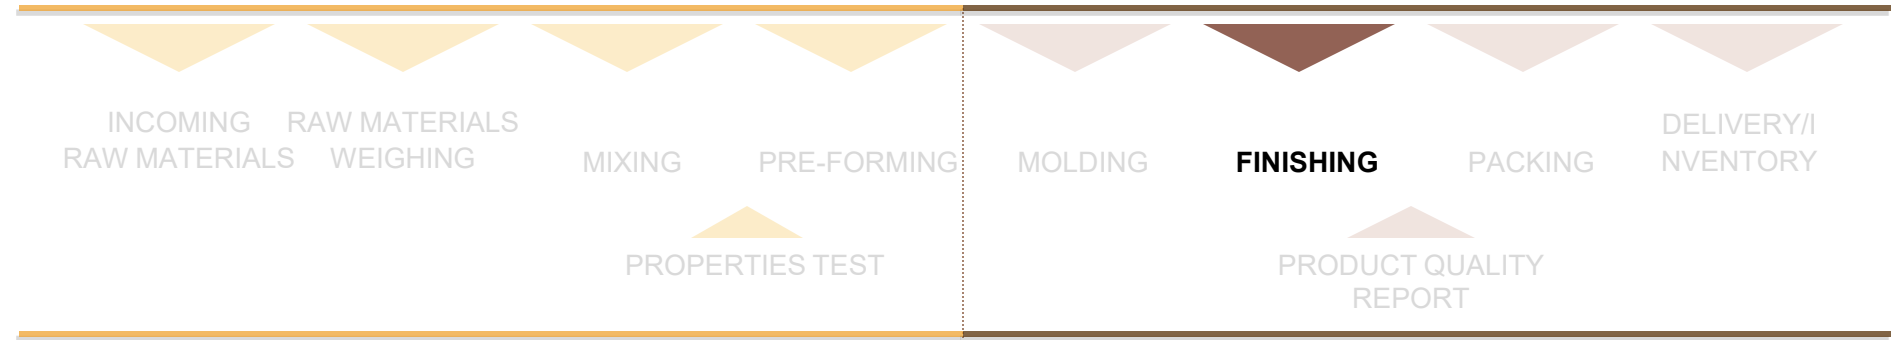 INCOMING
RAW MATERIALS
RAW MATERIALS
WEIGHING
MIXING
PRE-FORMING
MOLDING
FINISHING
PACKING
DELIVERY/I
NVENTORY
PROPERTIES TEST
PRODUCT QUALITY
REPORT